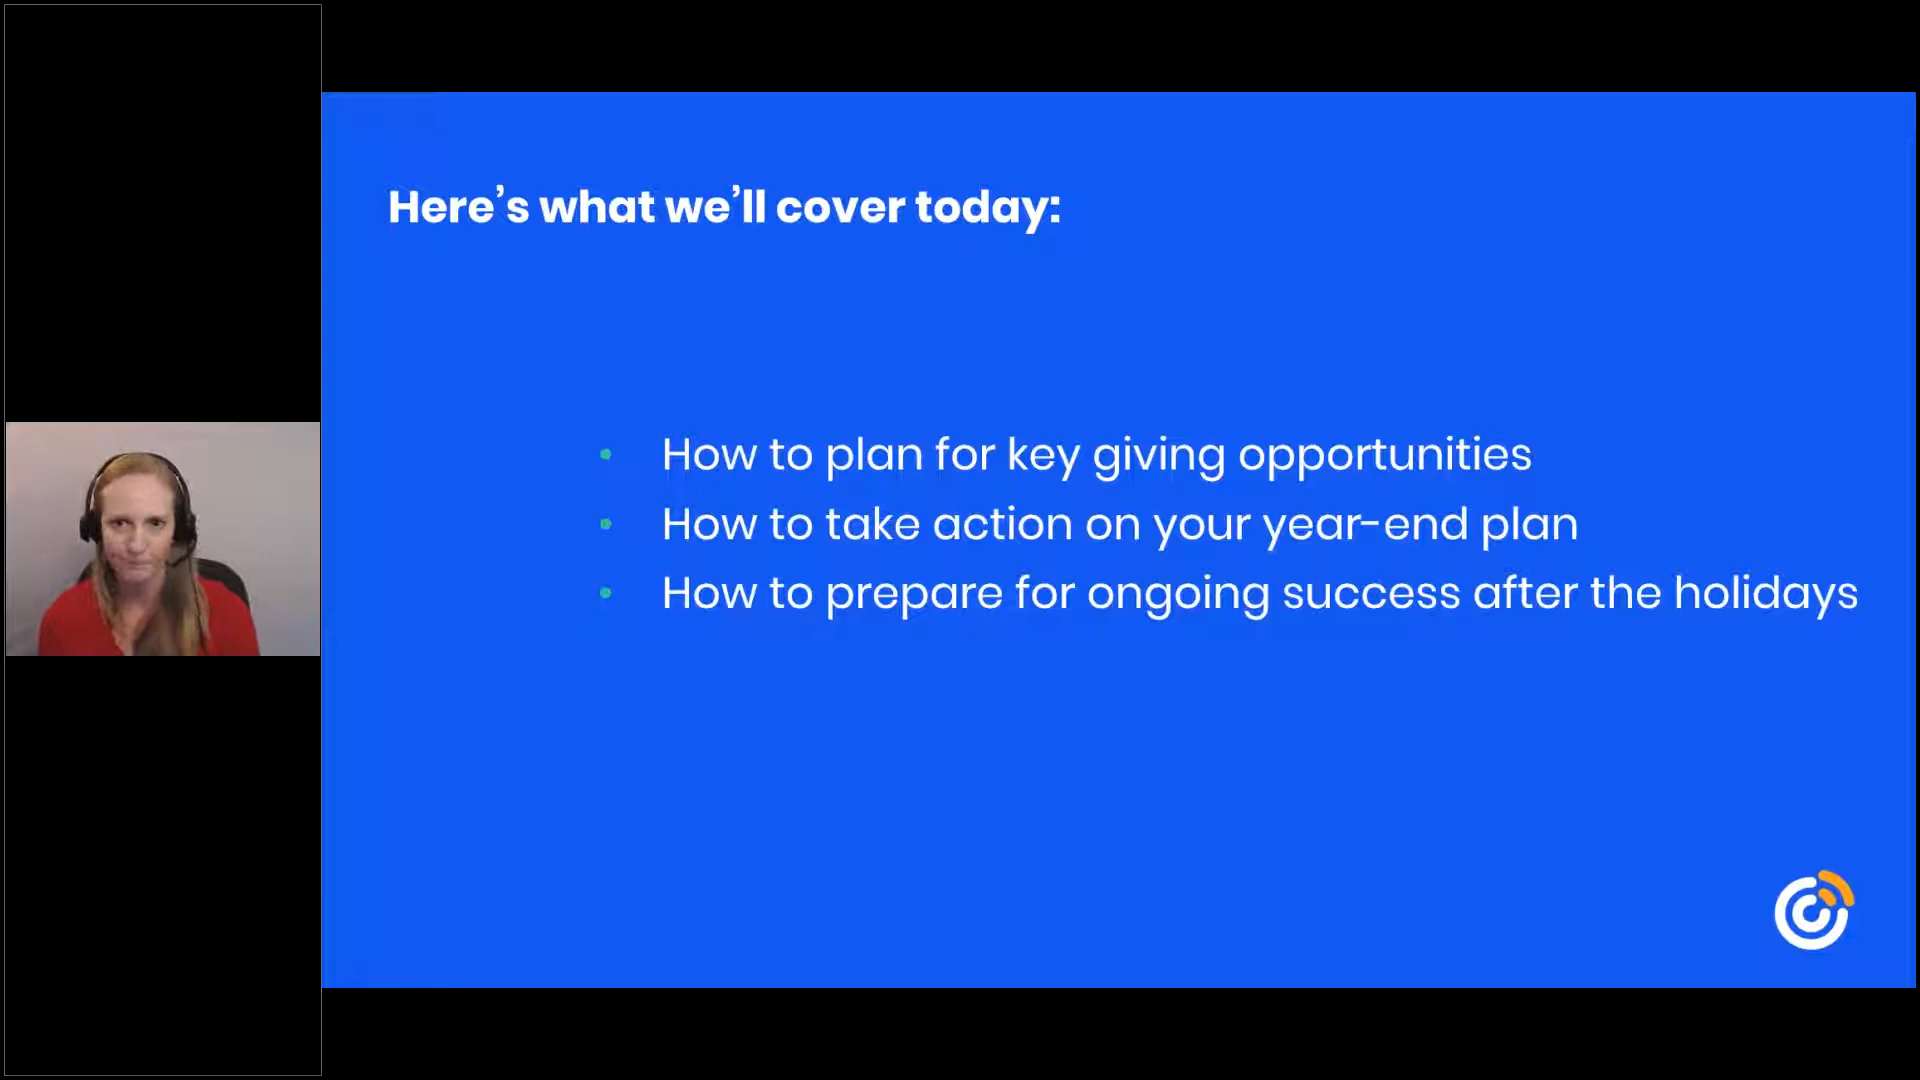 Here’s what we’ll cover today:
• How to plan for key giving opportunities
• How to take action on your year-end plan
• How to prepare for ongoing success after the holidays